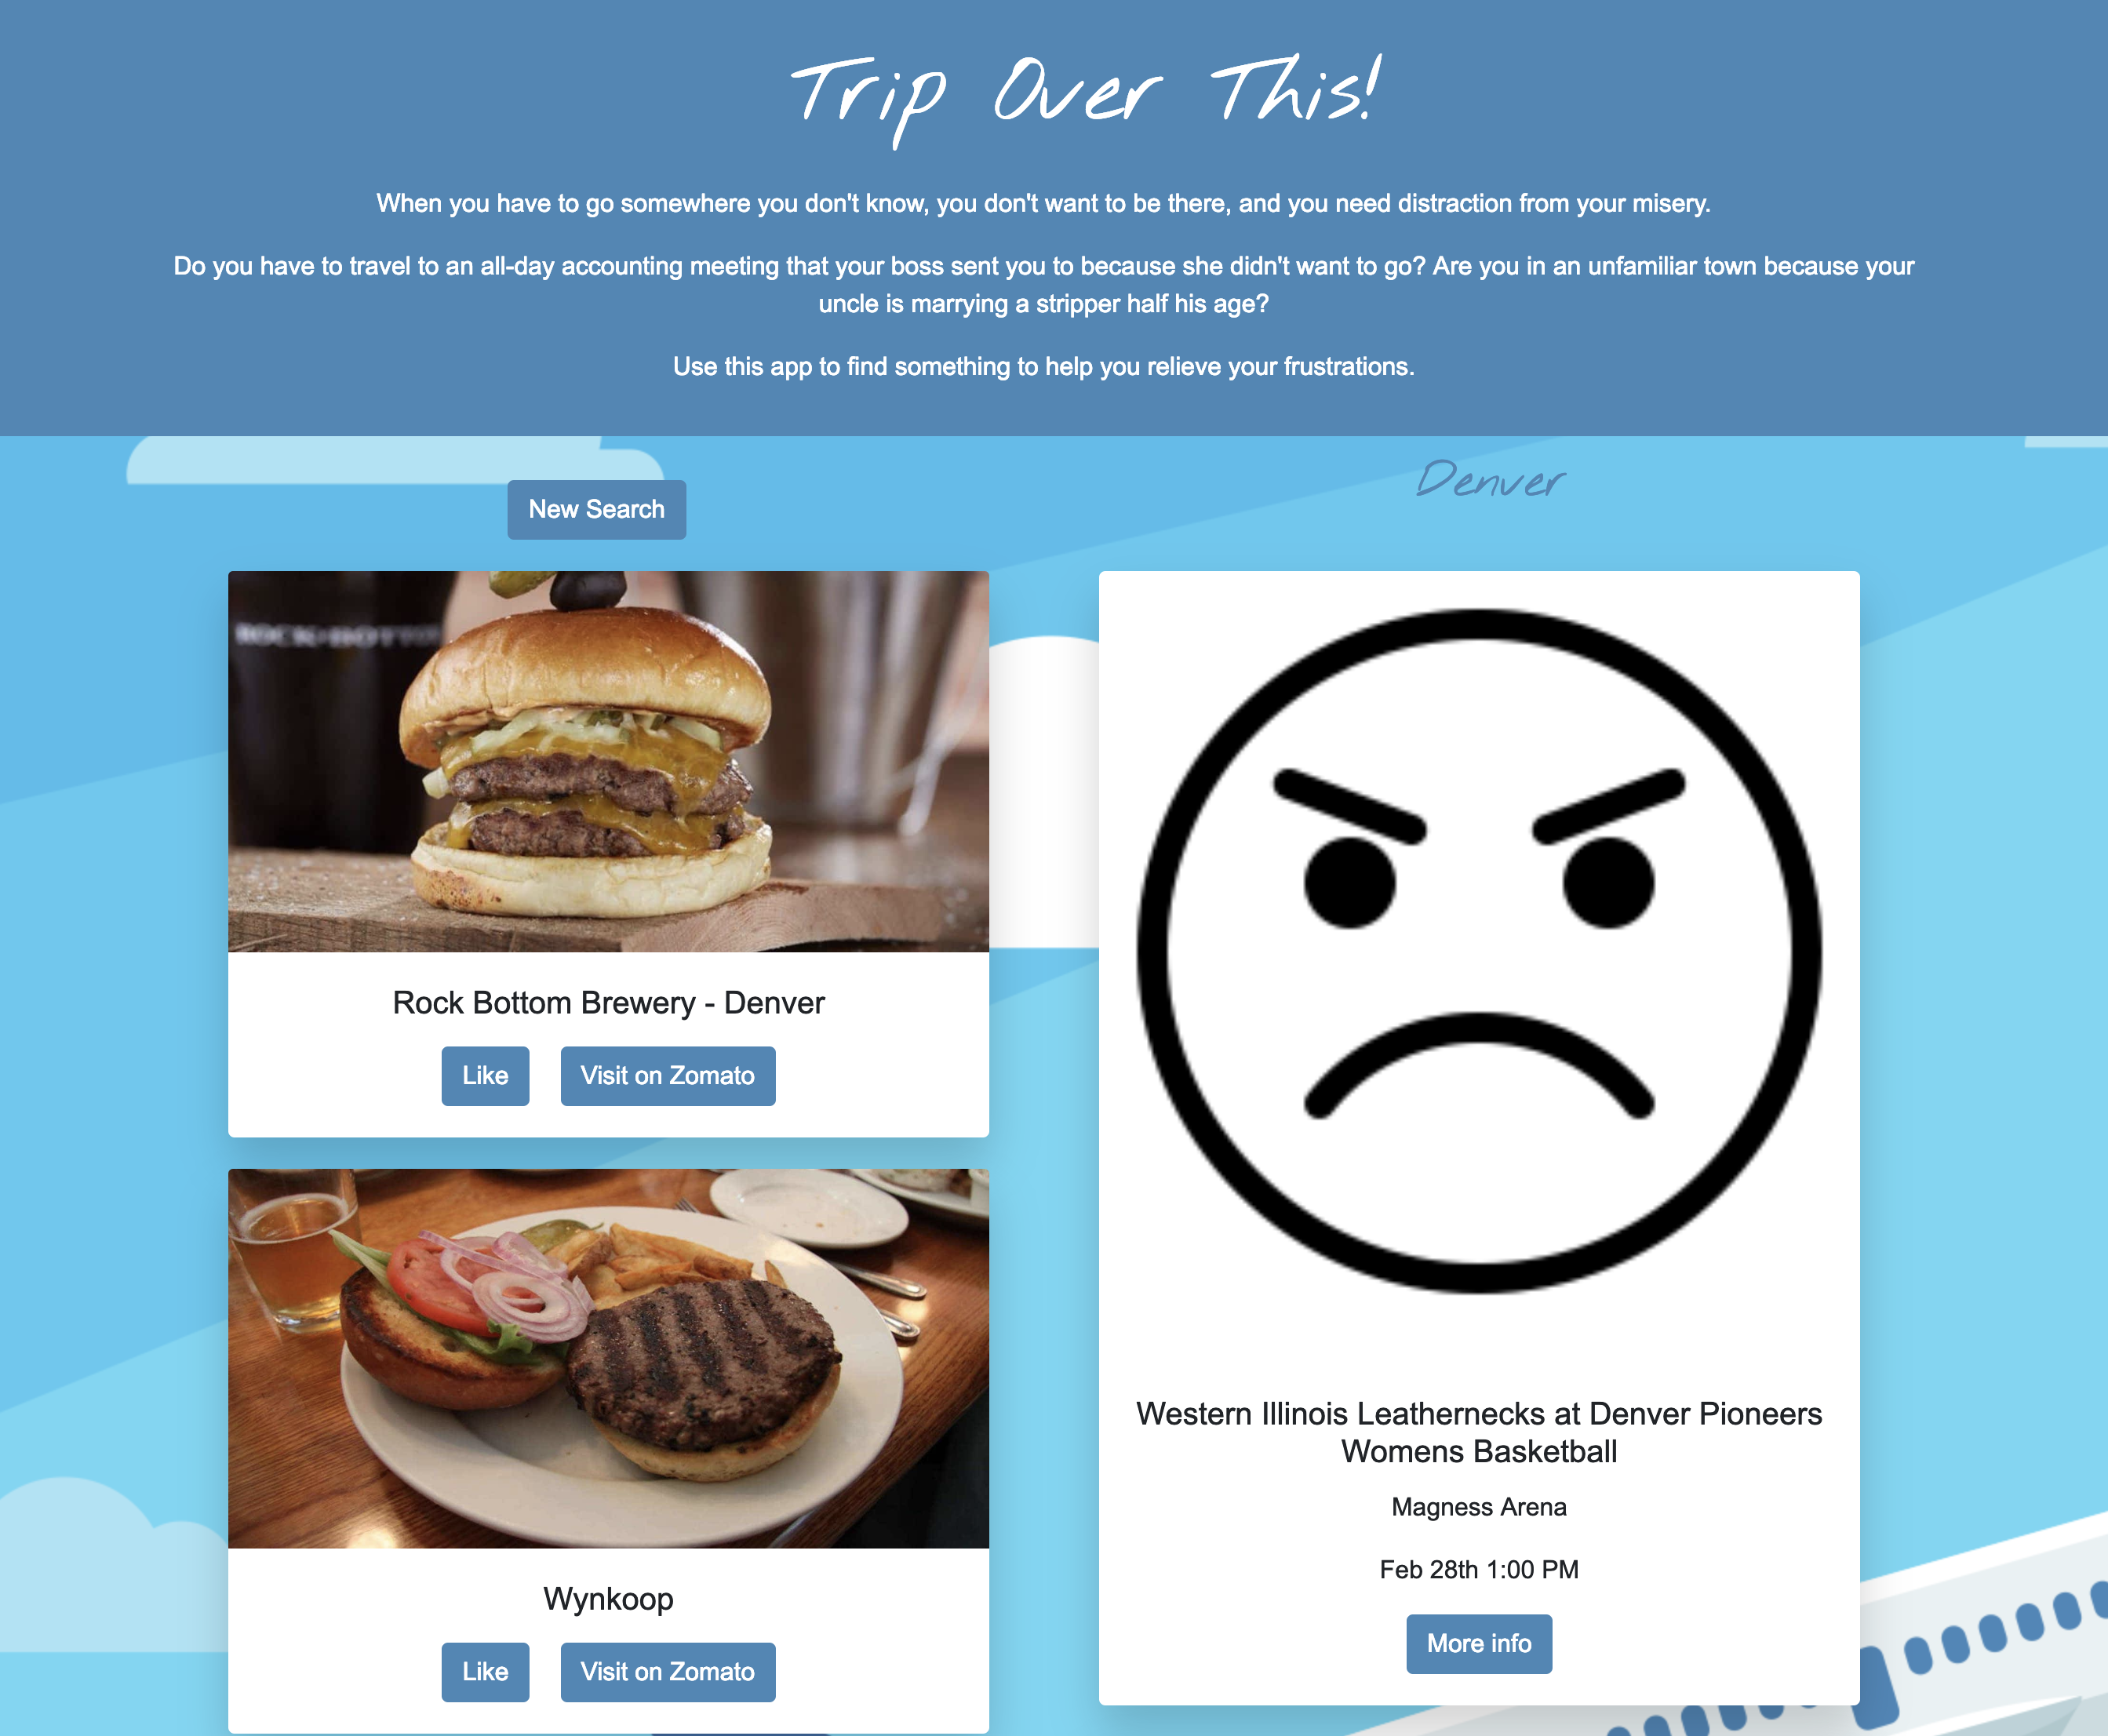 Trip Over This!
When you have to go somewhere you don't know, you don't want to be there, and you need distraction from your misery.
Do you have to travel to an all-day accounting meeting that your boss sent you to because she didn't want to go? Are you in an unfamiliar town because your
uncle is marrying a stripper half his age?
Use this app to find something to help you relieve your frustrations.
New Search
Denver
ROCK BOTTOM
Rock Bottom Brewery - Denver
Like
Visit on Zomato
Wynkoop
Like
Visit on Zomato
Western Illinois Leathernecks at Denver Pioneers
Womens Basketball
Magness Arena
Feb 28th 1:00 PM
More info